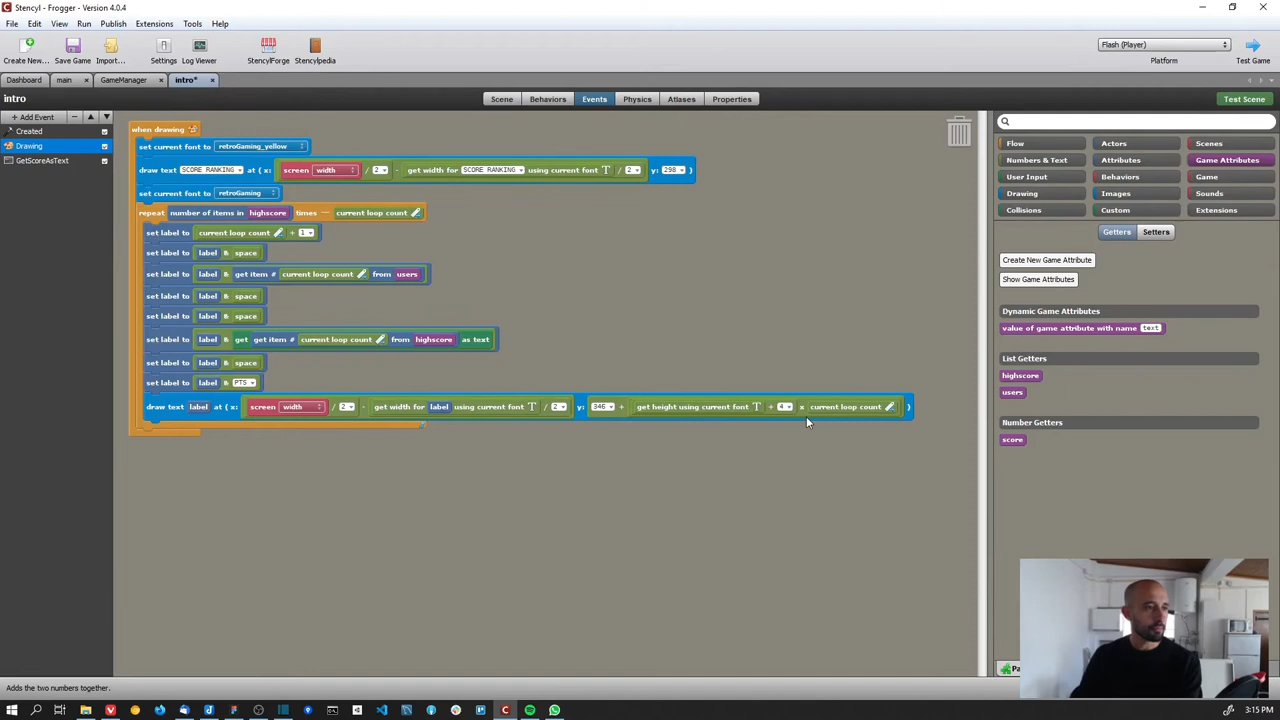 Stencyl - Frogger - Version 4.0.4
File Edit View Run Publish Extensions Tools Help
Create New... Save Game Import... Settings Log Viewer StencylForge Stencylpedia
Flash (Player)
Platform
Test Game
Dashboard main GameManager intro*
intro
Scene Behaviors Events Physics Atlases Properties
Test Scene
+ Add Event
Created
Drawing
GetScoreAsText
when drawing
set current font to retroGaming_yellow
draw text SCORE RANKING at ( x: screen width / 2 - get width for SCORE RANKING using current font T / 2 y: 298 )
set current font to retroGaming
repeat number of items in highscore times — current loop count
set label to current loop count + 1
set label to label & space
set label to label & get item # current loop count from users
set label to label & space
set label to label & space
set label to label & get get item # current loop count from highscore as text
set label to label & space
set label to label & PTS
draw text label at ( x: screen width / 2 - get width for label using current font T / 2 y: 346 + get height using current font T + 4 x current loop count )
Flow Actors Scenes
Numbers & Text Attributes Game Attributes
User Input Behaviors Game
Drawing Images Sounds
Collisions Custom Extensions
Getters Setters
Create New Game Attribute
Show Game Attributes
Dynamic Game Attributes
value of game attribute with name text
List Getters
highscore
users
Number Getters
score
Adds the two numbers together.
3:15 PM